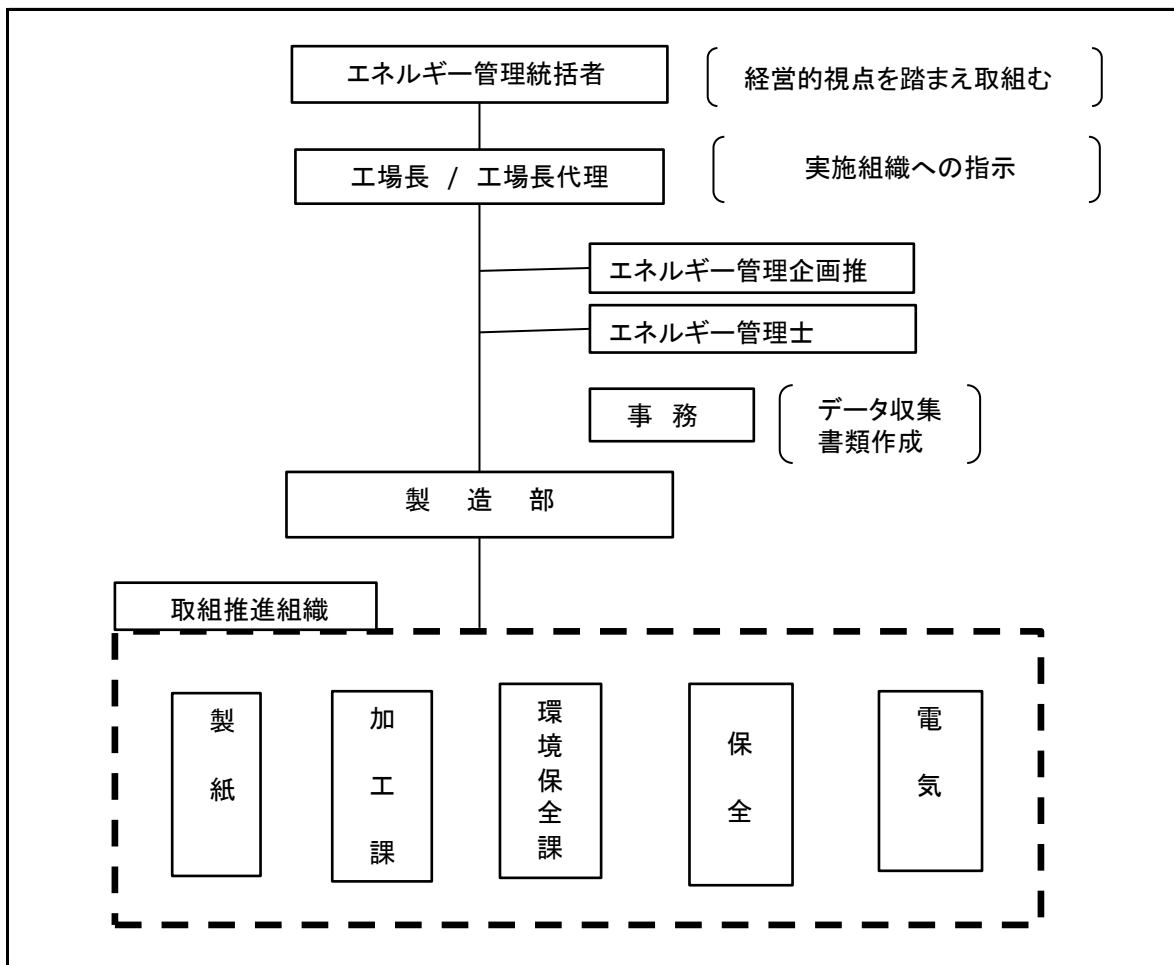 エネルギー管理統括者
経営的視点を踏まえ取組む
工場長 / 工場長代理
実施組織への指示
エネルギー管理企画推
エネルギー管理士
事 務
データ収集
書類作成
製 造 部
取組推進組織
製紙
加工課
環境保全課
保全
電気